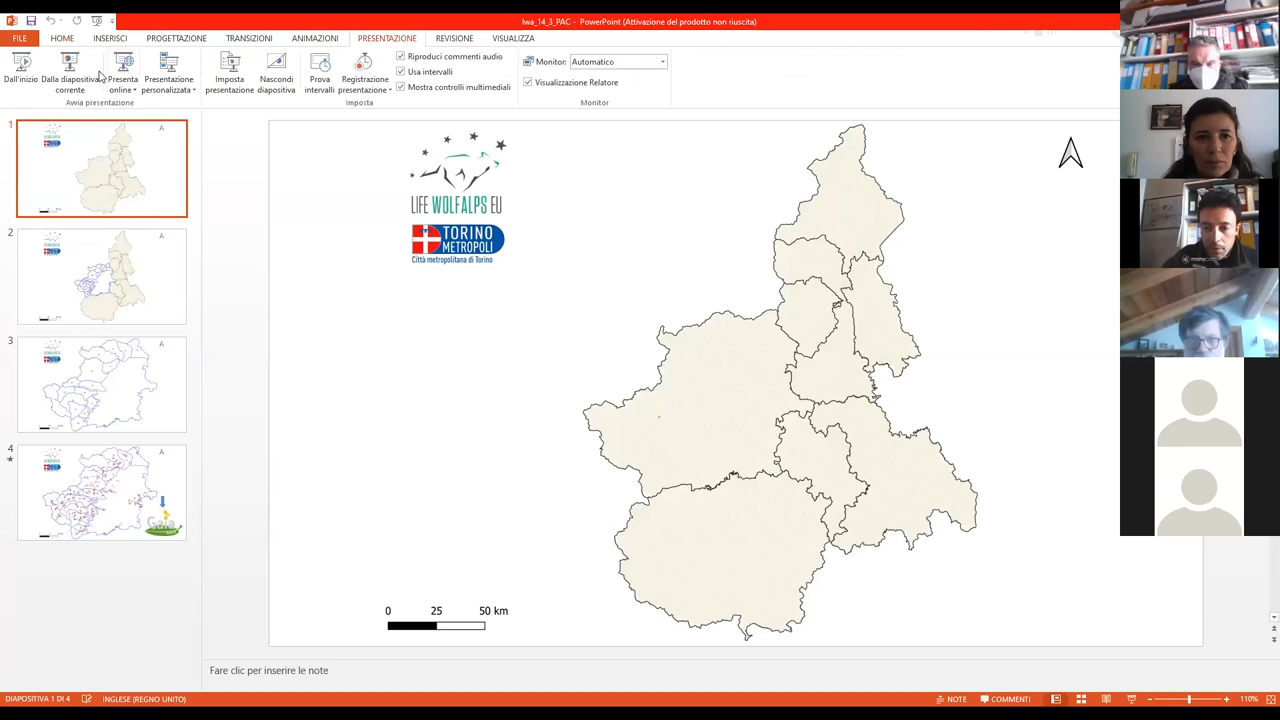 lwa_14_3_PAC - PowerPoint (Attivazione del prodotto non riuscita)
FILE HOME INSERISCI PROGETTAZIONE TRANSIZIONI ANIMAZIONI PRESENTAZIONE REVISIONE VISUALIZZA
Dall'inizio
Dalla diapositiva
corrente
Presenta
online
Presentazione
personalizzata
Avvia presentazione
Imposta
presentazione
Nascondi
diapositiva
Prova
intervalli
Registrazione
presentazione
Riproduci commenti audio
Usa intervalli
Mostra controlli multimediali
Imposta
Monitor: Automatico
Visualizzazione Relatore
Monitor
1
2
3
4
Gaia
LIFE WOLFALPS EU
TORINO
METROPOLI
Città metropolitana di Torino
0 25 50 km
Fare clic per inserire le note
DIAPOSITIVA 1 DI 4 INGLESE (REGNO UNITO) NOTE COMMENTI 110%